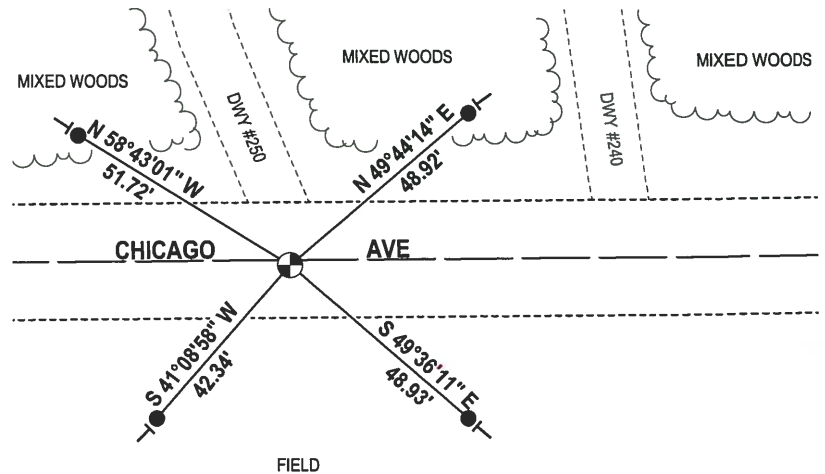 MIXED WOODS
MIXED WOODS
MIXED WOODS
DWY #250
DWY #240
N 58°43'01" W
51.72'
N 49°44'14" E
48.92'
CHICAGO AVE
S 41°08'58" W
42.34'
S 49°36'11" E
48.93'
FIELD